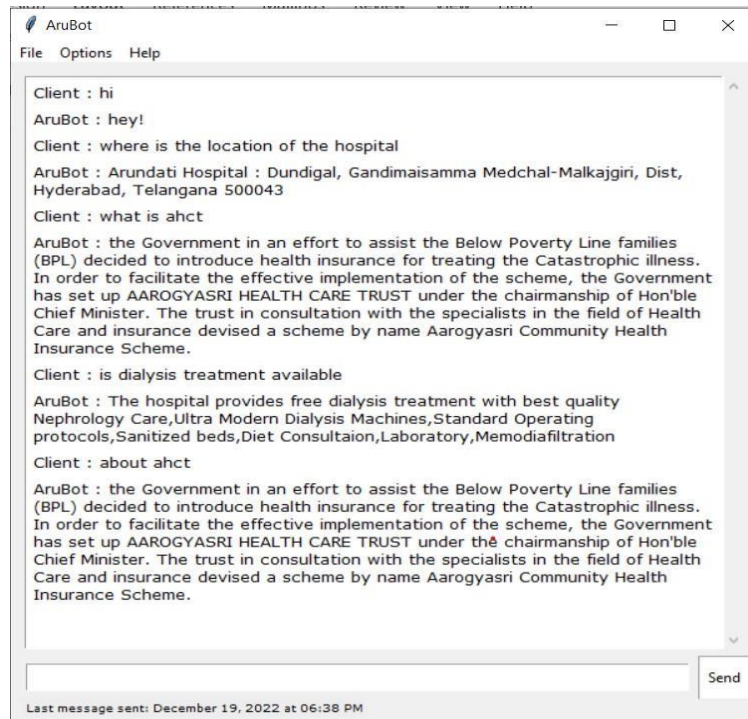 AruBot
File Options Help
Client : hi
AruBot : hey!
Client : where is the location of the hospital
AruBot : Arundati Hospital : Dundigal, Gandimaisamma Medchal-Malkajgiri, Dist,
Hyderabad, Telangana 500043
Client : what is ahct
AruBot : the Government in an effort to assist the Below Poverty Line families
(BPL) decided to introduce health insurance for treating the Catastrophic illness.
In order to facilitate the effective implementation of the scheme, the Government
has set up AAROGYASRI HEALTH CARE TRUST under the chairmanship of Hon'ble
Chief Minister. The trust in consultation with the specialists in the field of Health
Care and insurance devised a scheme by name Aarogyasri Community Health
Insurance Scheme.
Client : is dialysis treatment available
AruBot : The hospital provides free dialysis treatment with best quality
Nephrology Care,Ultra Modern Dialysis Machines,Standard Operating
protocols,Sanitized beds,Diet Consultaion,Laboratory,Memodiafiltration
Client : about ahct
AruBot : the Government in an effort to assist the Below Poverty Line families
(BPL) decided to introduce health insurance for treating the Catastrophic illness.
In order to facilitate the effective implementation of the scheme, the Government
has set up AAROGYASRI HEALTH CARE TRUST under the chairmanship of Hon'ble
Chief Minister. The trust in consultation with the specialists in the field of Health
Care and insurance devised a scheme by name Aarogyasri Community Health
Insurance Scheme.
Send
Last message sent: December 19, 2022 at 06:38 PM